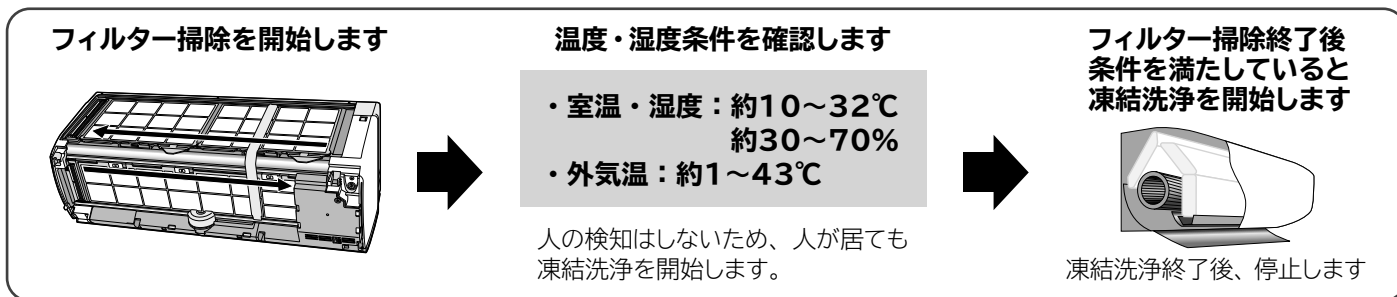 フィルター掃除を開始します
温度・湿度条件を確認します
・室温・湿度：約10～32℃
約30～70%
・外気温：約1～43℃
人の検知はしないため、人が居ても
凍結洗浄を開始します。
フィルター掃除終了後
条件を満たしていると
凍結洗浄を開始します
凍結洗浄終了後、停止します